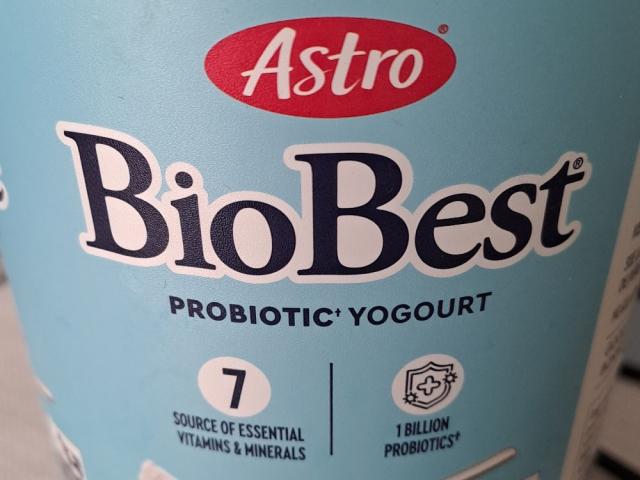 Astro®
BioBest®
PROBIOTIC† YOGOURT
7
SOURCE OF ESSENTIAL
VITAMINS & MINERALS
1 BILLION
PROBIOTICS†